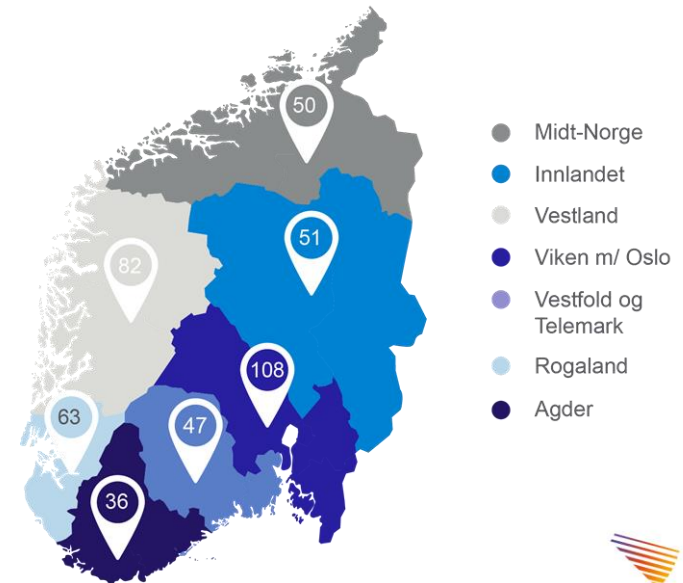 50
51
82
108
63
47
36
Midt-Norge
Innlandet
Vestland
Viken m/ Oslo
Vestfold og
Telemark
Rogaland
Agder